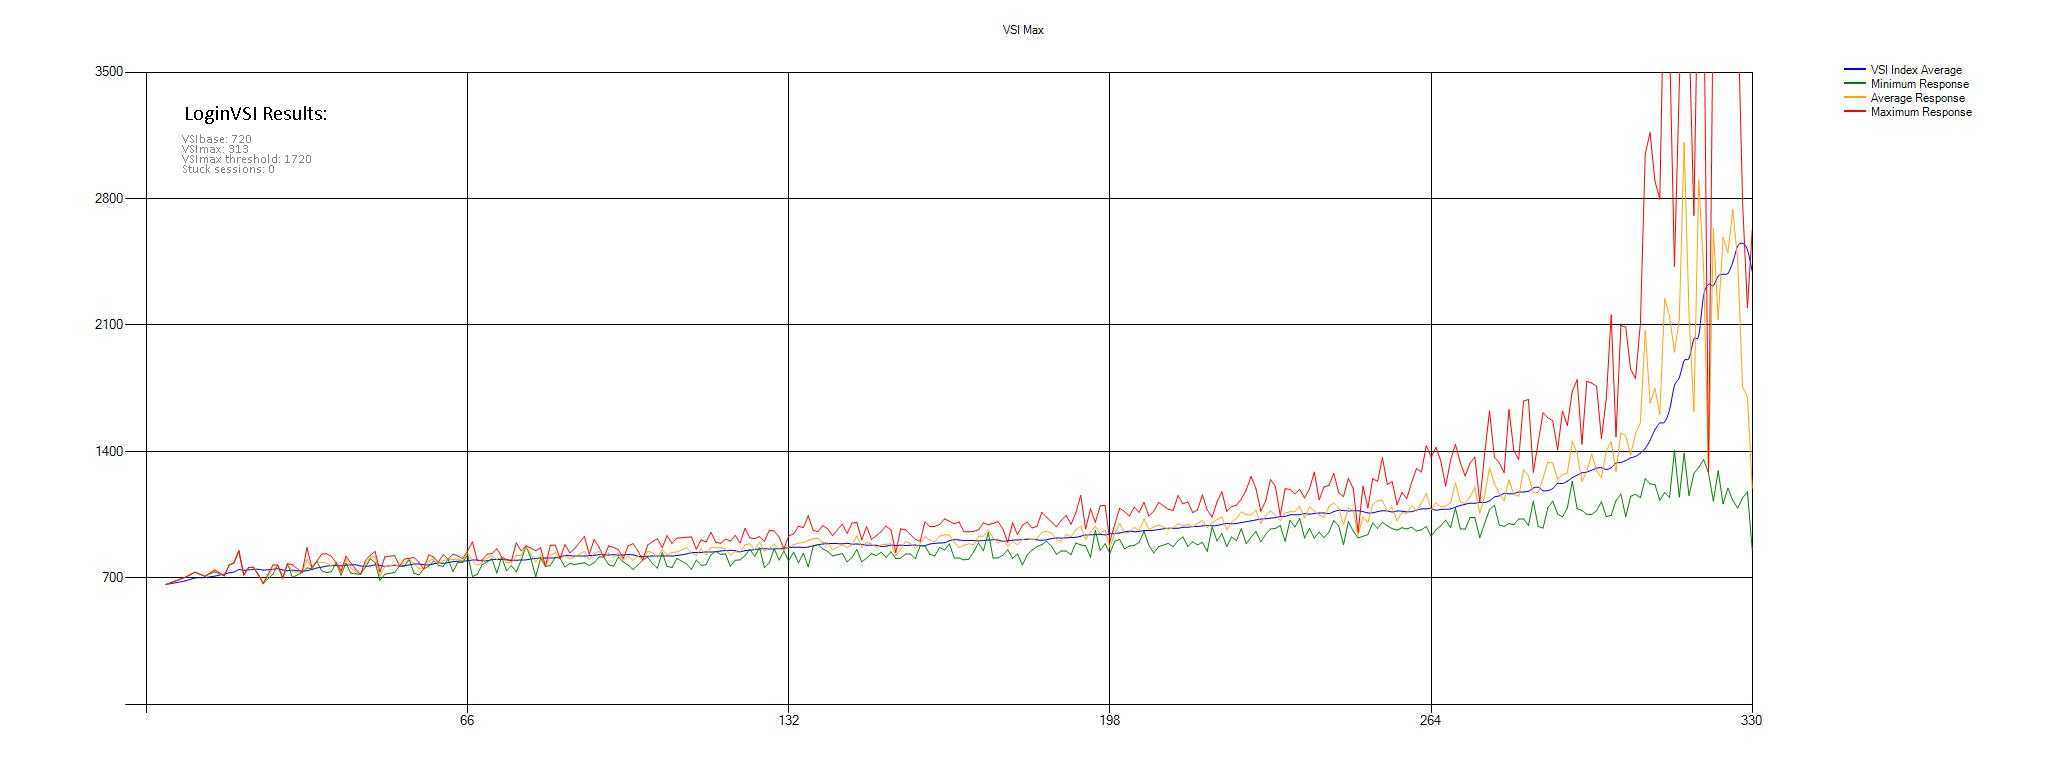 VSI Max
3500
2800
2100
1400
700
66
132
198
264
330
LoginVSI Results:
VSIbase: 720
VSImax: 313
VSImax threshold: 1720
Stuck sessions: 0
VSI Index Average
Minimum Response
Average Response
Maximum Response